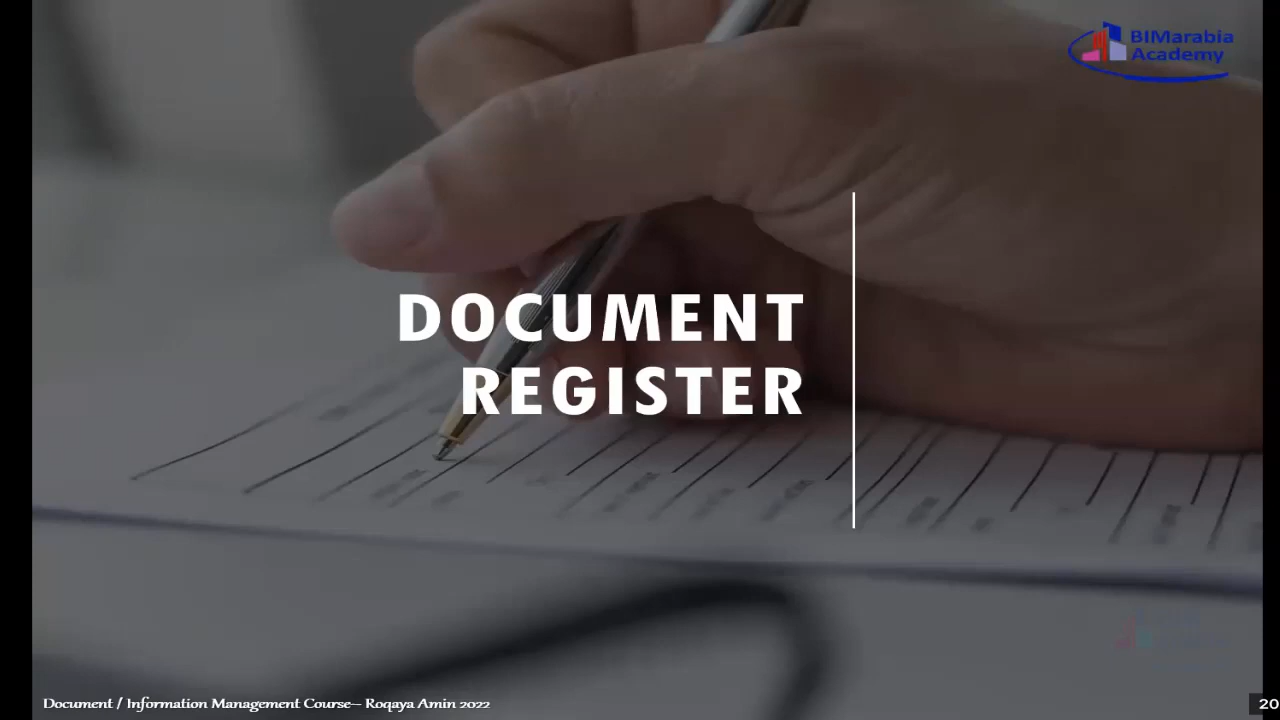 BIMarabia
Academy
DOCUMENT
REGISTER
Document / Information Management Course– Roqaya Amin 2022
20